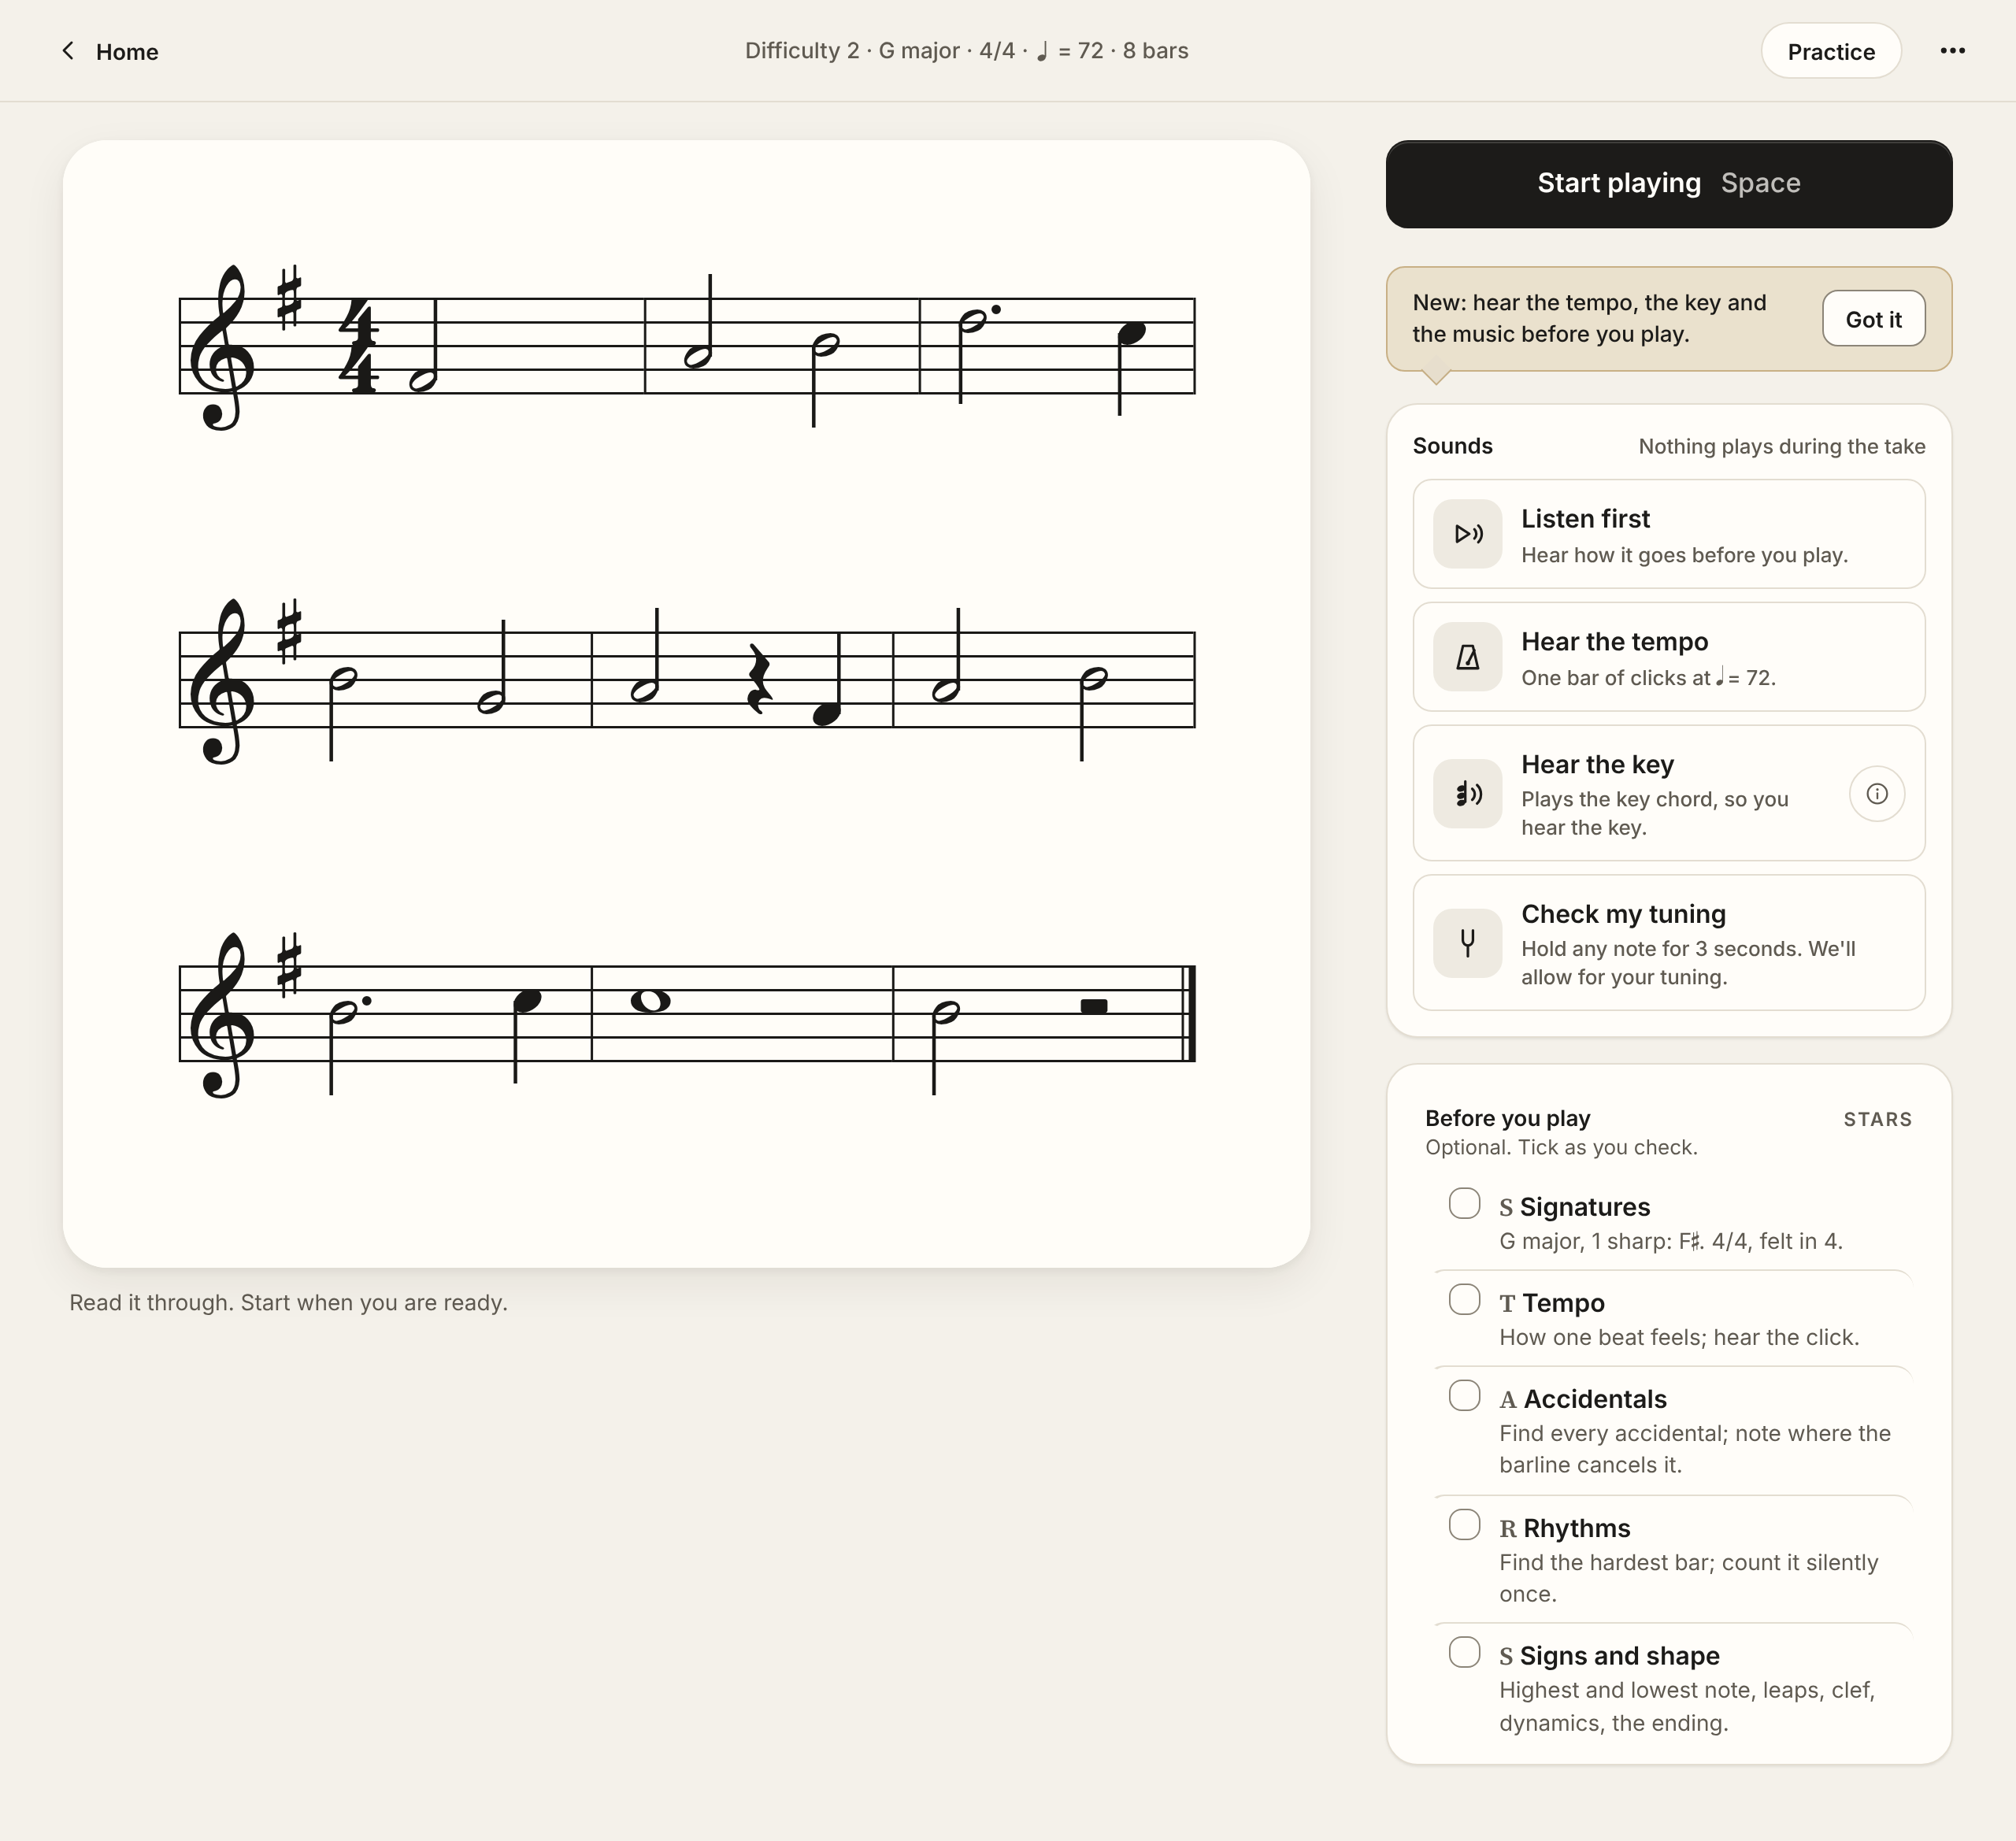 Home
Difficulty 2 · G major · 4/4 · ♩ = 72 · 8 bars
Practice
Start playing Space
New: hear the tempo, the key and
the music before you play.
Got it
Sounds
Nothing plays during the take
Listen first
Hear how it goes before you play.
Hear the tempo
One bar of clicks at ♩ = 72.
Hear the key
Plays the key chord, so you
hear the key.
Check my tuning
Hold any note for 3 seconds. We'll
allow for your tuning.
Before you play
STARS
Optional. Tick as you check.
S Signatures
G major, 1 sharp: F♯. 4/4, felt in 4.
T Tempo
How one beat feels; hear the click.
A Accidentals
Find every accidental; note where the
barline cancels it.
R Rhythms
Find the hardest bar; count it silently
once.
S Signs and shape
Highest and lowest note, leaps, clef,
dynamics, the ending.
4
4
Read it through. Start when you are ready.